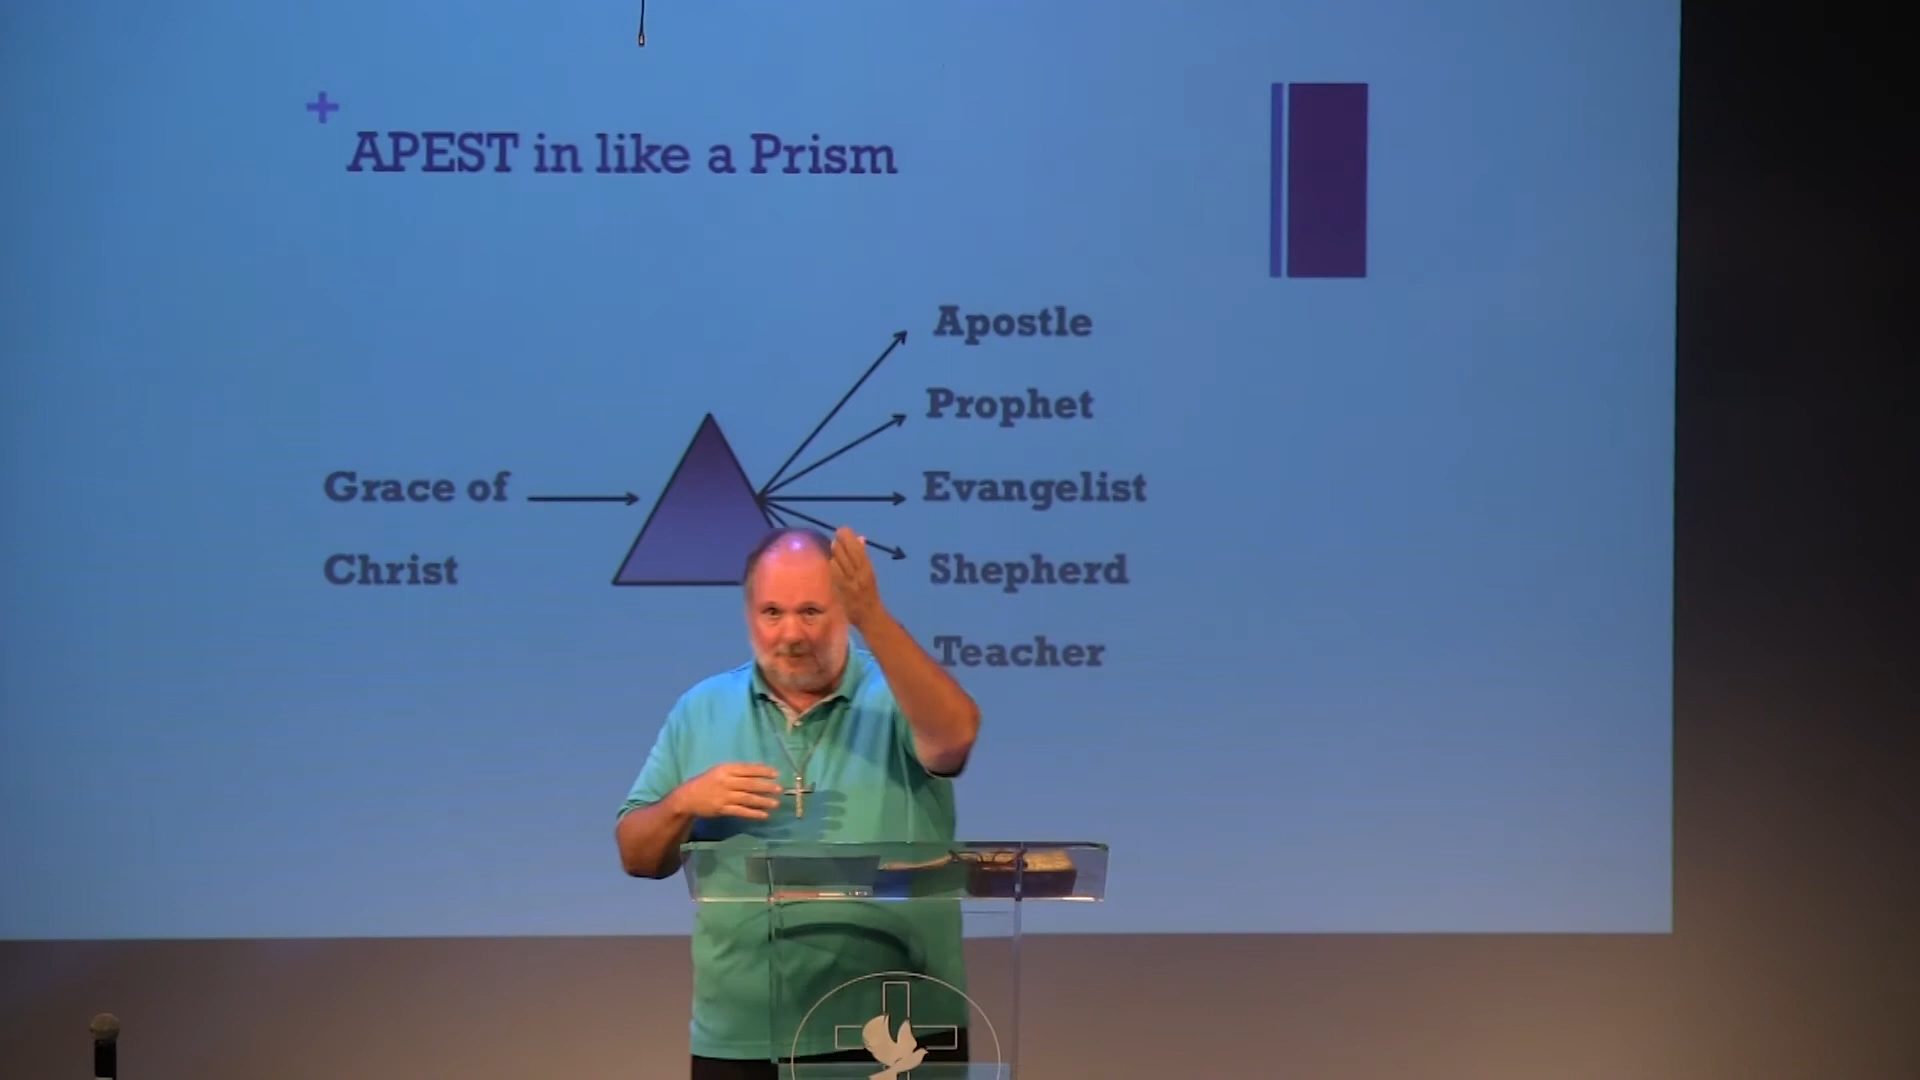 +
APEST in like a Prism
Apostle
Prophet
Grace of
Evangelist
Christ
Shepherd
Teacher